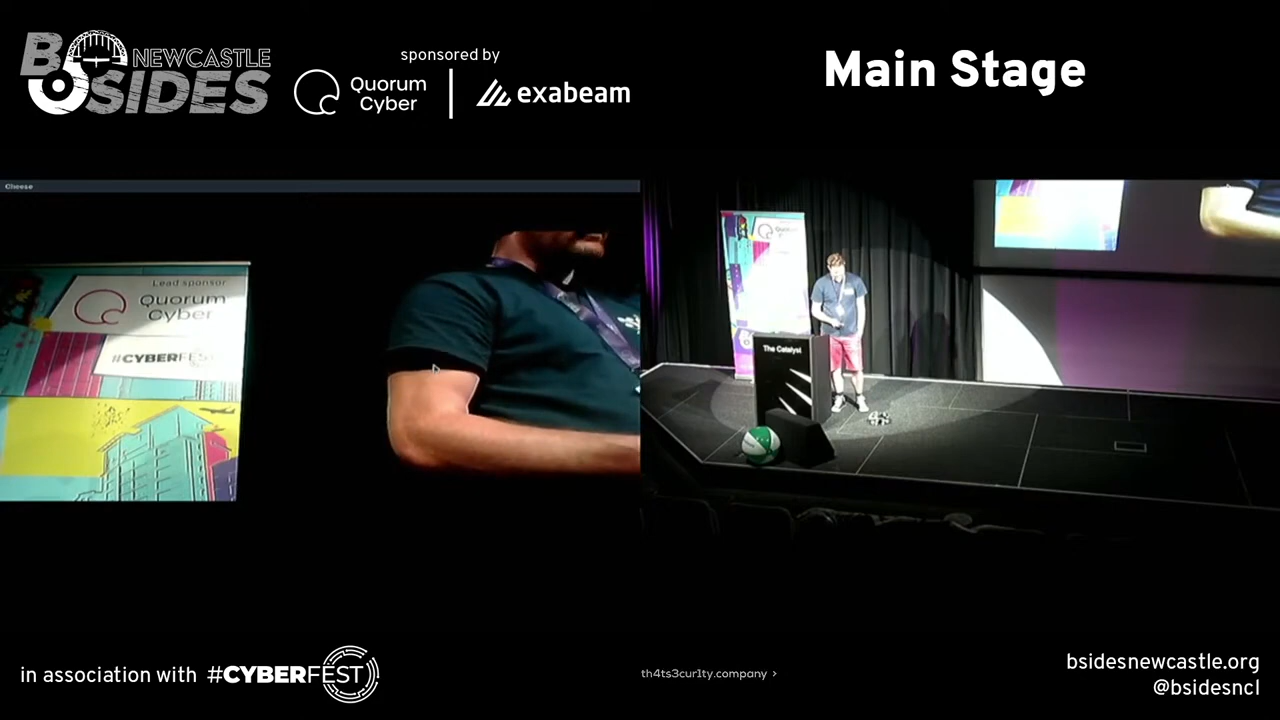 BSIDES
NEWCASTLE
sponsored by
Quorum
Cyber
exabeam
Main Stage
Cheese
Lead sponsor
Quorum
Cyber
#CYBERFEST
The Catalyst
in association with #CYBERFEST
th4ts3cur1ty.company >
bsidesnewcastle.org
@bsidesncl